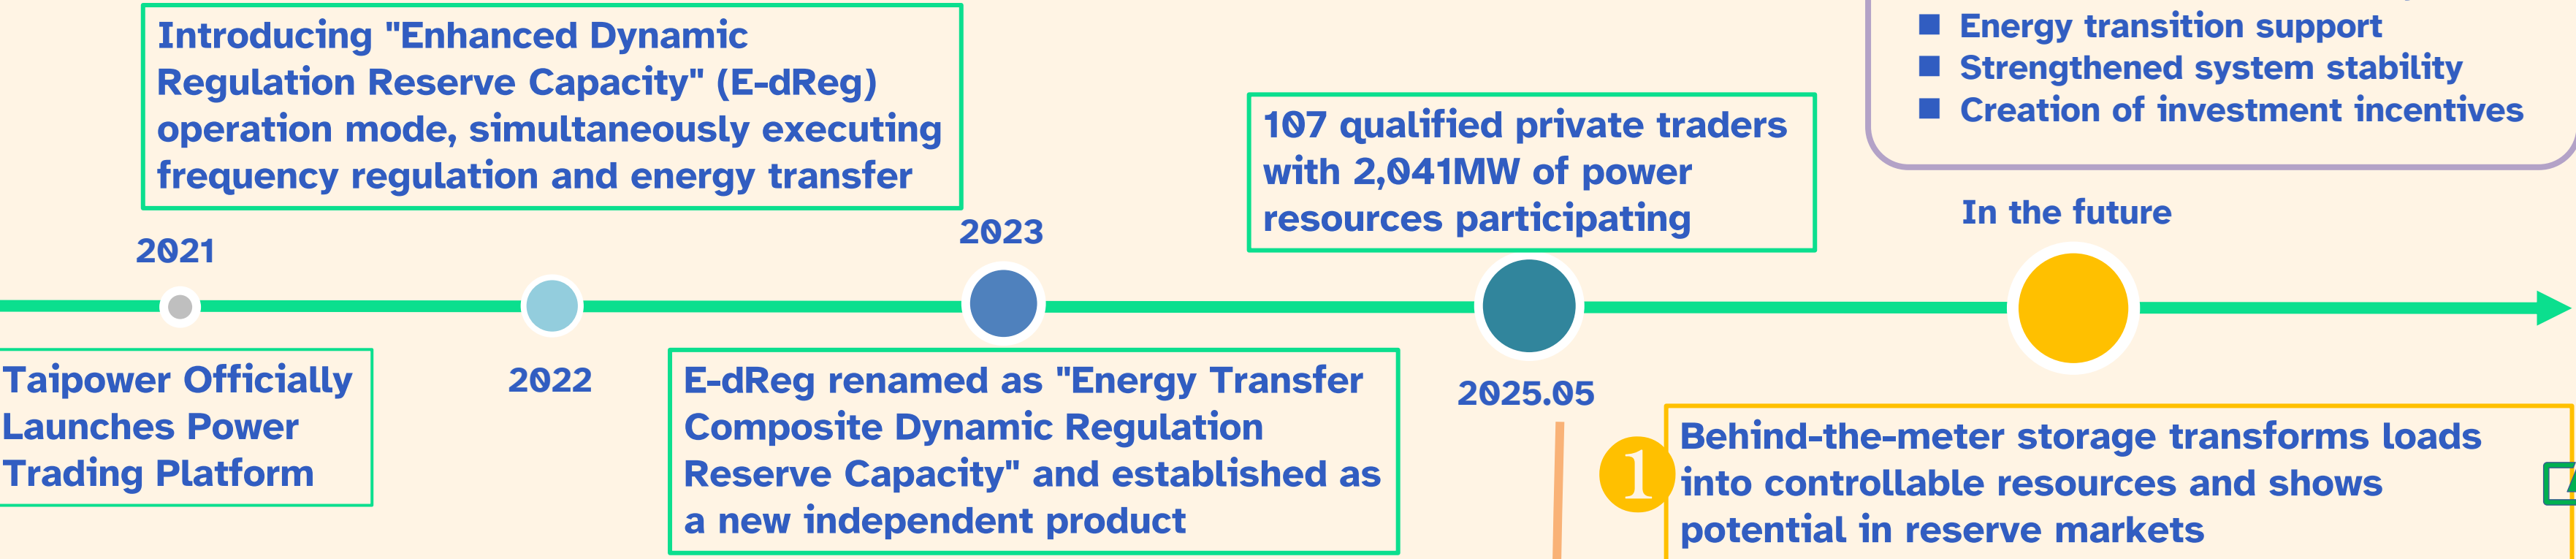 Introducing "Enhanced Dynamic
Regulation Reserve Capacity" (E-dReg)
operation mode, simultaneously executing
frequency regulation and energy transfer
107 qualified private traders
with 2,041MW of power
resources participating
Energy transition support
Strengthened system stability
Creation of investment incentives
2021
2023
In the future
Taipower Officially
Launches Power
Trading Platform
2022
E-dReg renamed as "Energy Transfer
Composite Dynamic Regulation
Reserve Capacity" and established as
a new independent product
2025.05
1
Behind-the-meter storage transforms loads
into controllable resources and shows
potential in reserve markets